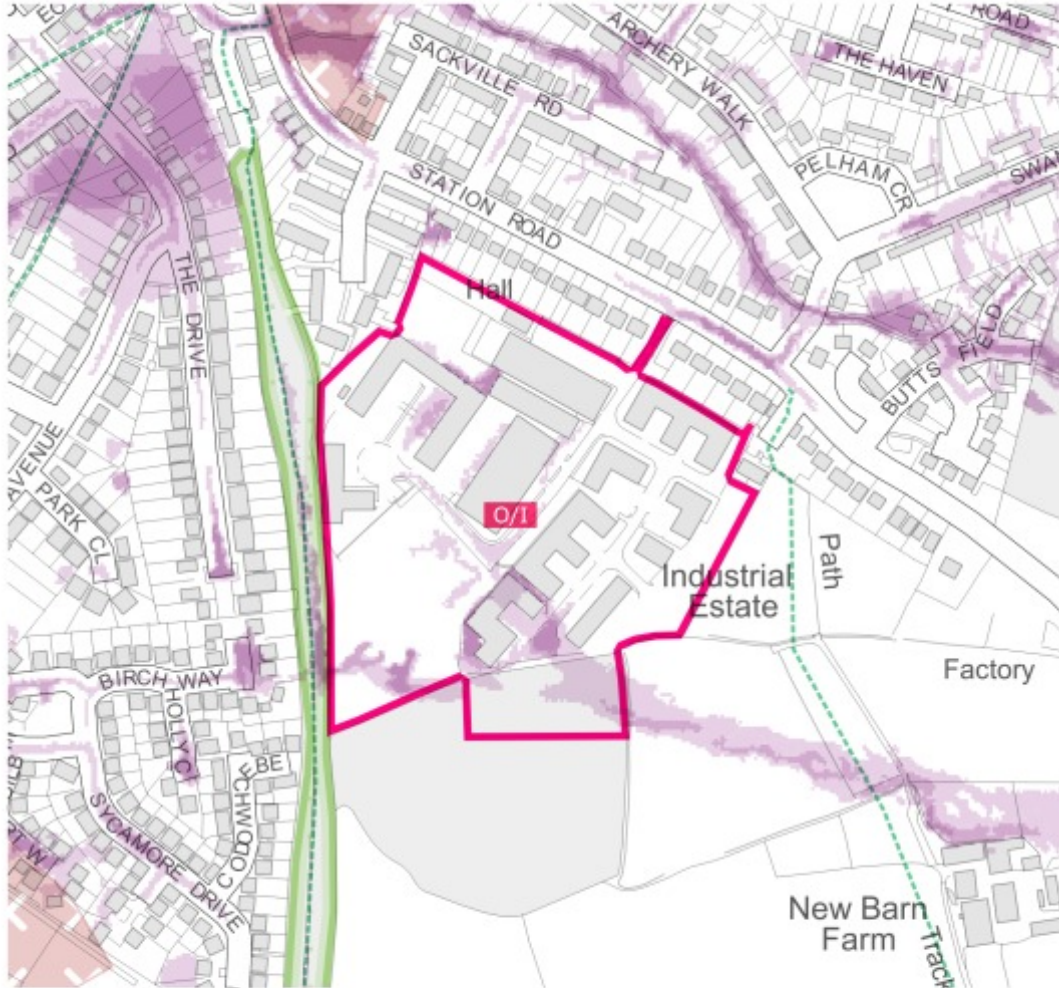 ROAD
ARCHERY WALK
SACKVILLE RD
THE HAVEN
STATION ROAD
PELHAM CR
SWAN
THE DRIVE
Hall
BUTTS
FIELD
AVENUE
PARK CL
O/I
Path
Industrial
Estate
Factory
BIRCH WAY
HOLLY C
SYCAMORE DRIVE
New Barn
Farm
Track